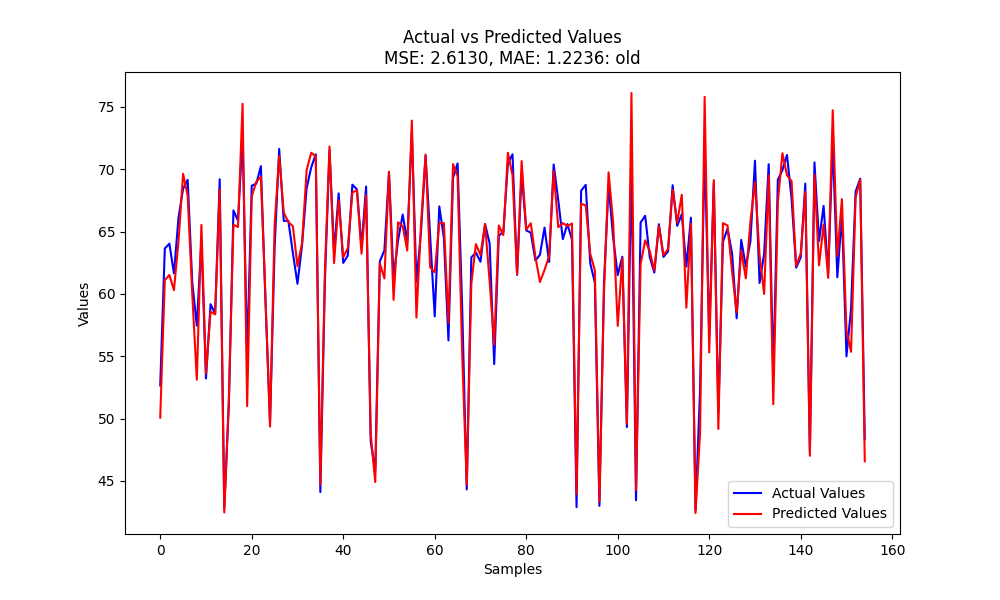 Actual vs Predicted Values
MSE: 2.6130, MAE: 1.2236: old
75
70
65
60
55
50
45
Values
0
20
40
60
80
100
120
140
160
Samples
Actual Values
Predicted Values